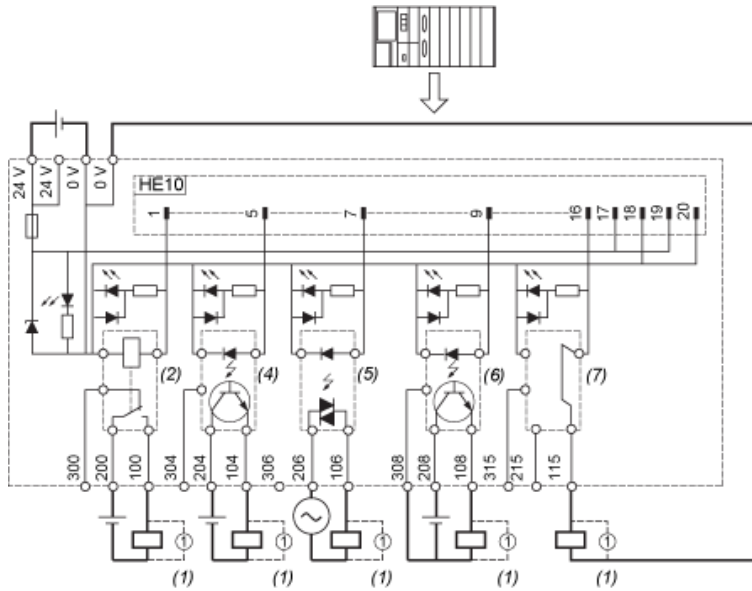 24 V 24 V 0 V 0 V
HE10
1 5 7 9 16 17 18 19 20
(2) (4) (5) (6) (7)
300 200 100 304 204 104 306 206 106 308 208 108 315 215 115
1 1 1 1 1
(1) (1) (1) (1) (1)